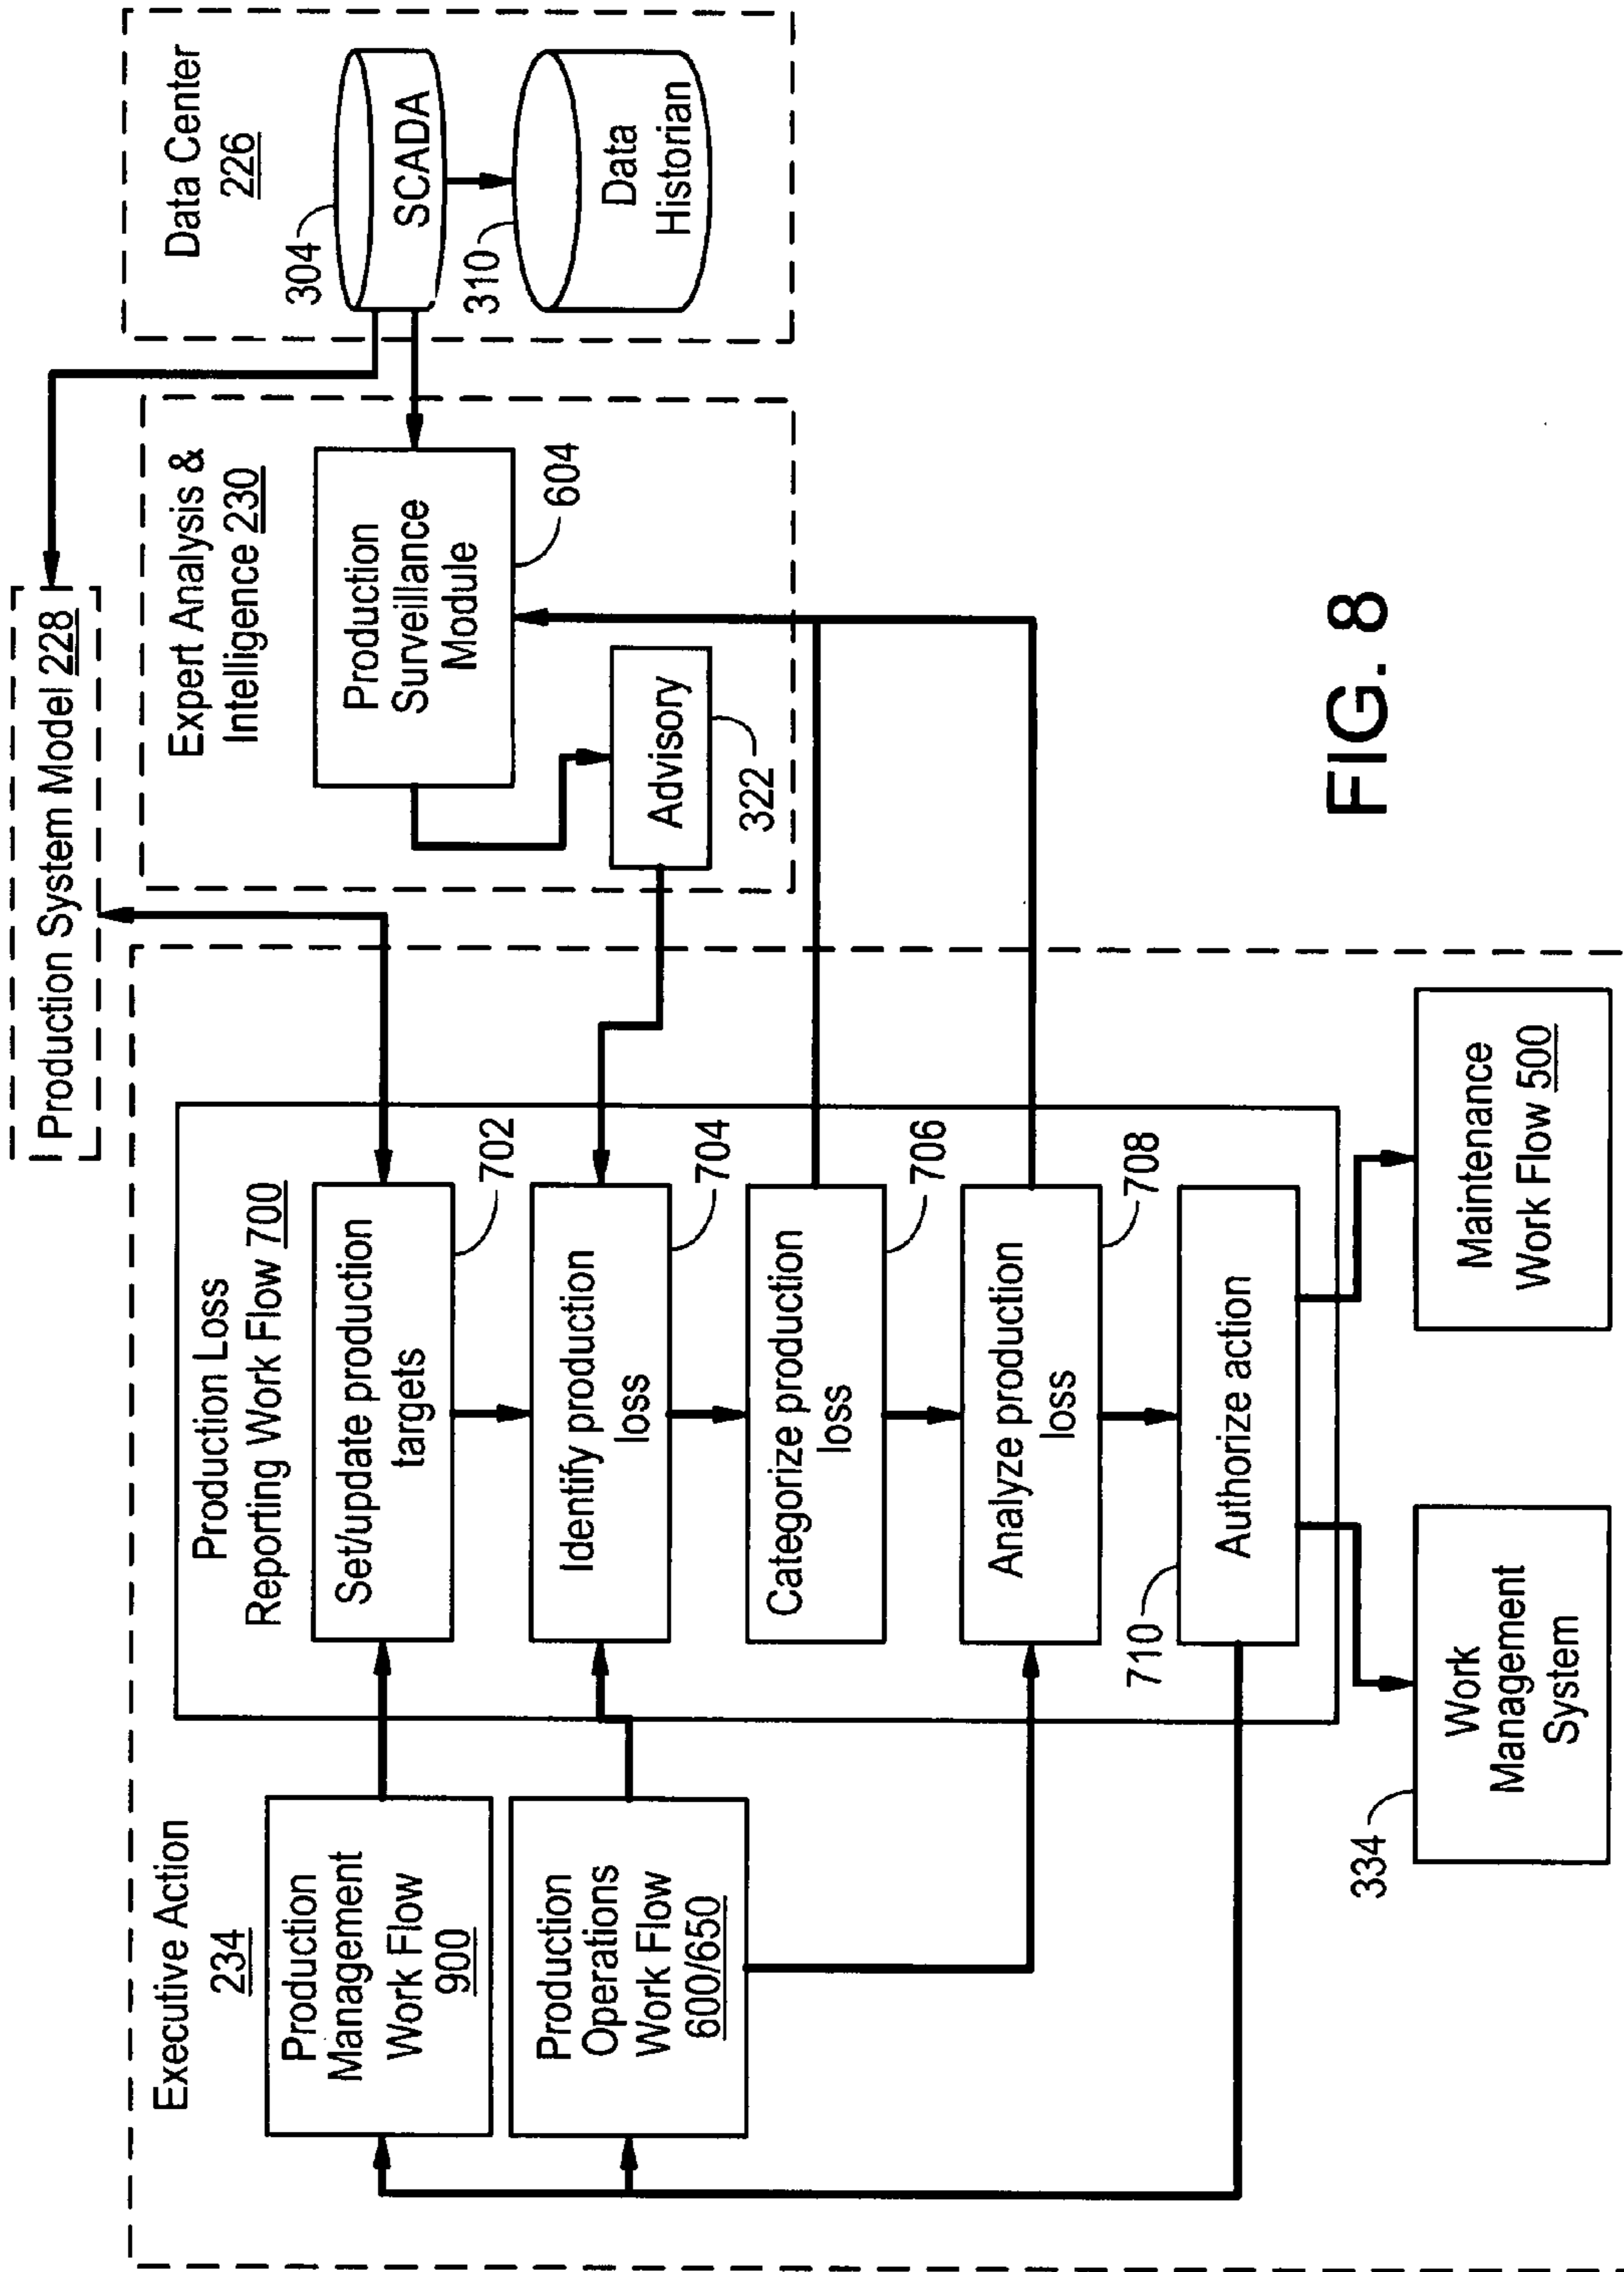 Production System Model 228
Data Center
226
304
SCADA
310
Data
Historian
Expert Analysis &
Intelligence 230
Production
Surveillance
Module
604
Advisory
322
Executive Action
234
Production
Management
Work Flow
900
Production
Operations
Work Flow
600/650
Production Loss
Reporting Work Flow 700
Set/update production
targets
702
Identify production
loss
704
Categorize production
loss
706
Analyze production
loss
708
710
Authorize action
334
Work
Management
System
Maintenance
Work Flow 500
FIG. 8